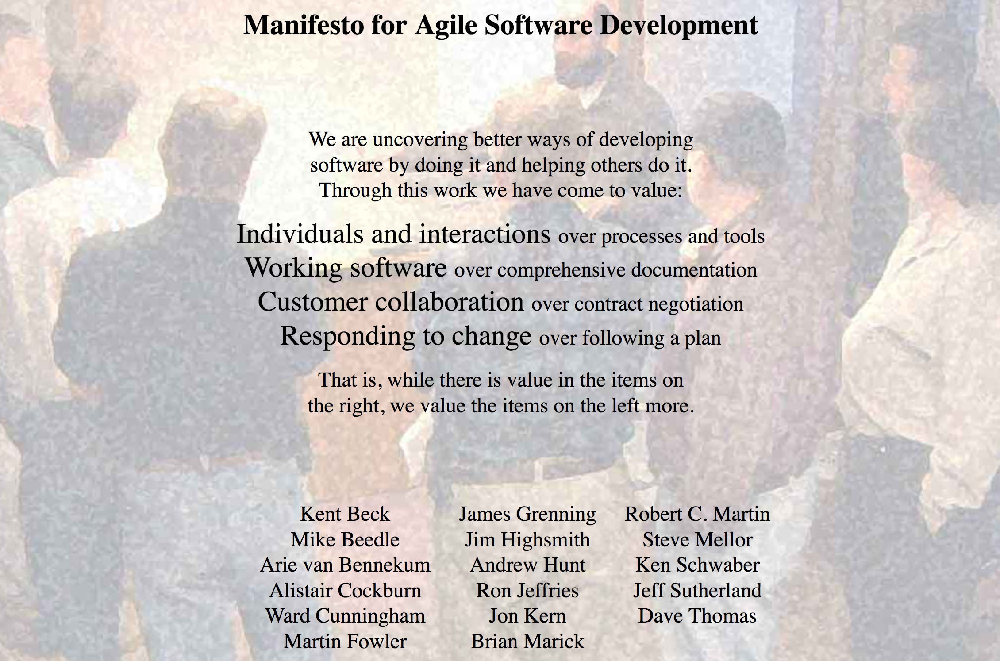 Manifesto for Agile Software Development
We are uncovering better ways of developing
software by doing it and helping others do it.
Through this work we have come to value:
Individuals and interactions over processes and tools
Working software over comprehensive documentation
Customer collaboration over contract negotiation
Responding to change over following a plan
That is, while there is value in the items on
the right, we value the items on the left more.
Kent Beck
Mike Beedle
Arie van Bennekum
Alistair Cockburn
Ward Cunningham
Martin Fowler
James Grenning
Jim Highsmith
Andrew Hunt
Ron Jeffries
Jon Kern
Brian Marick
Robert C. Martin
Steve Mellor
Ken Schwaber
Jeff Sutherland
Dave Thomas